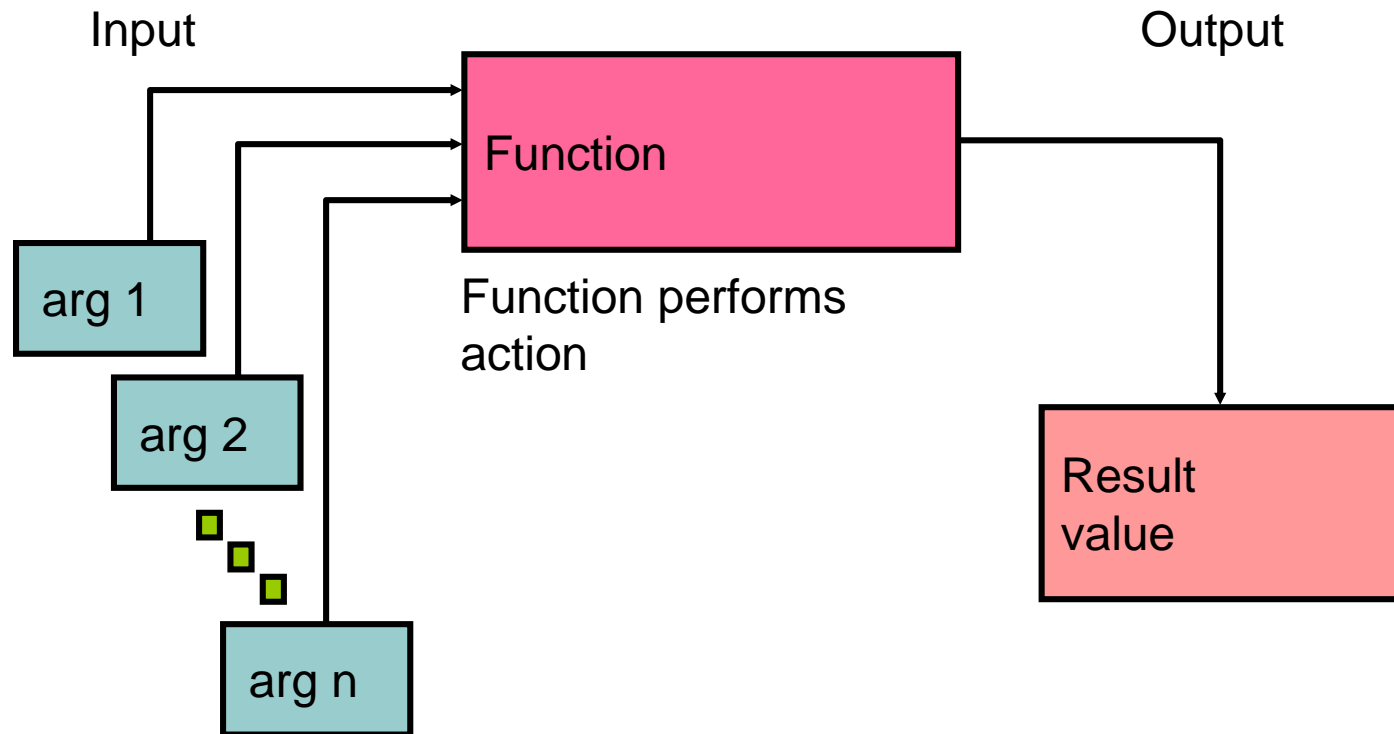 Input
Output
Function
arg 1
Function performs
action
arg 2
Result
value
arg n